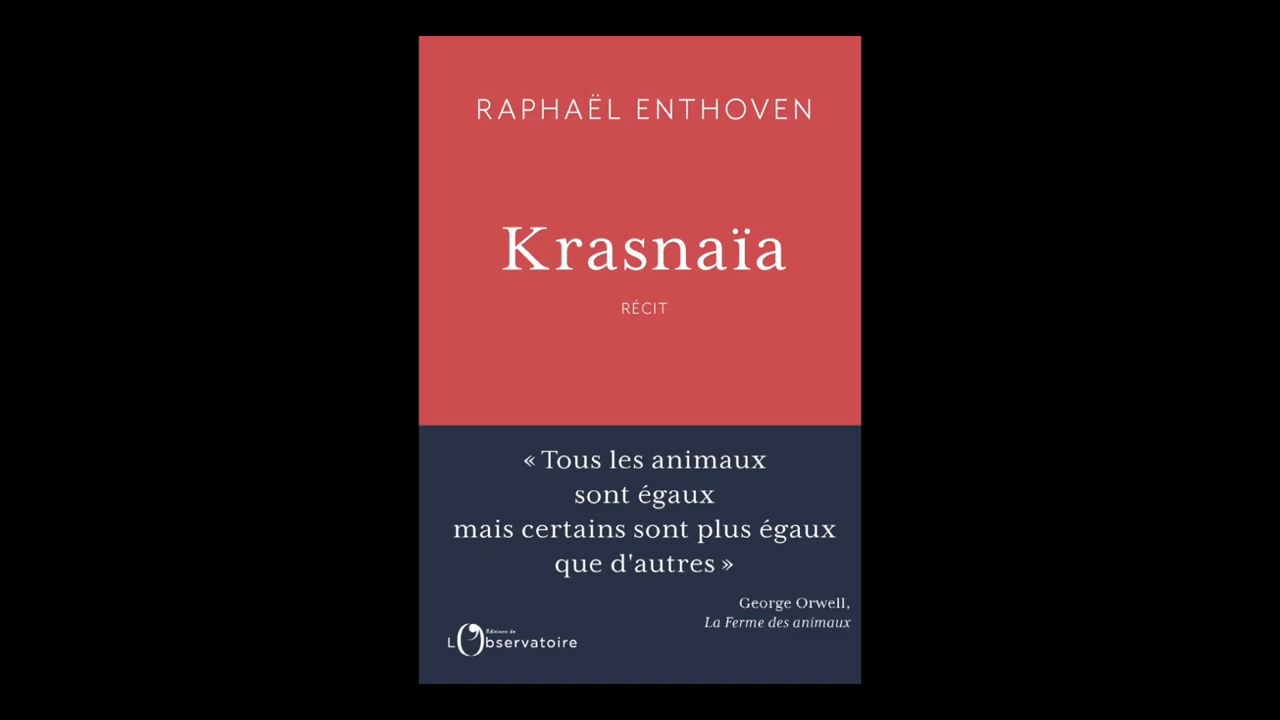 RAPHAËL ENTHOVEN
Krasnaïa
RÉCIT
« Tous les animaux
sont égaux
mais certains sont plus égaux
que d'autres »
George Orwell,
La Ferme des animaux
Éditions de
L'Observatoire